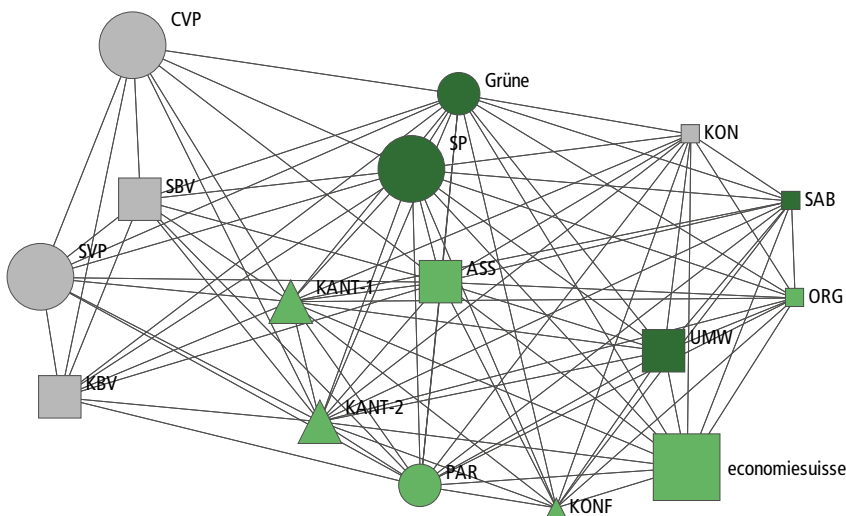 CVP
Grüne
KON
SP
SBV
SAB
SVP
ASS
KANT-1
ORG
UMW
KBV
KANT-2
PAR
economiesuisse
KONF